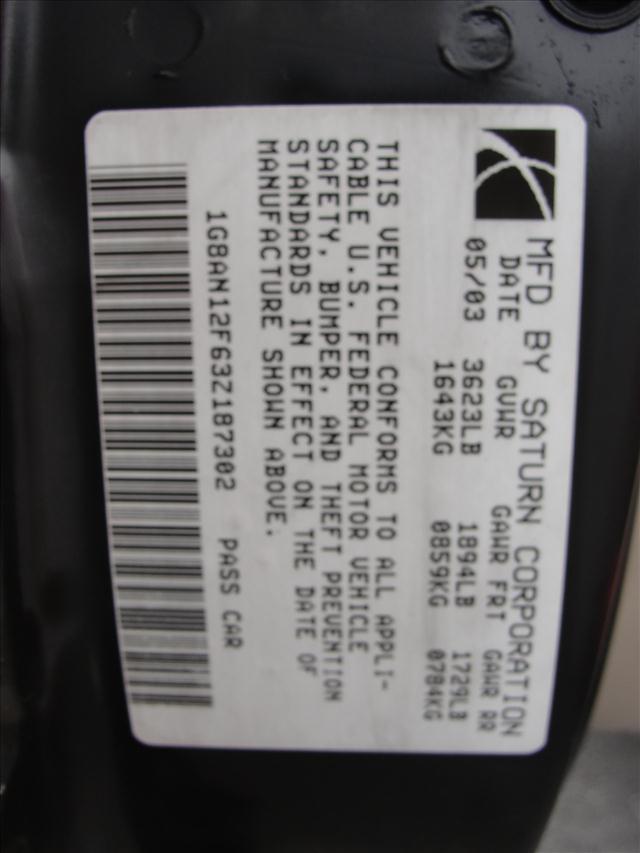 MFD BY SATURN CORPORATION
DATE GVWR GAWR FRT GAWR RR
05/03 3623LB 1894LB 1729LB
1643KG 0859KG 0784KG
THIS VEHICLE CONFORMS TO ALL APPLI-
CABLE U.S. FEDERAL MOTOR VEHICLE
SAFETY, BUMPER, AND THEFT PREVENTION
STANDARDS IN EFFECT ON THE DATE OF
MANUFACTURE SHOWN ABOVE.
1G8AN12F63Z187302 PASS CAR